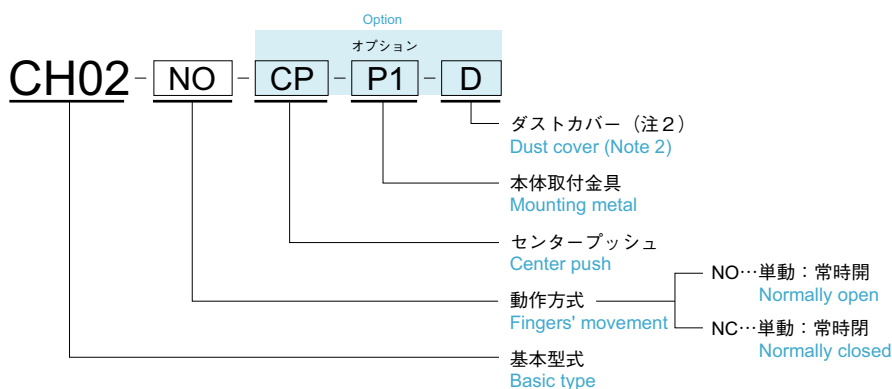 Option
オプション
CH02-NO-CP-P1-D
ダストカバー（注２）
Dust cover (Note 2)
本体取付金具
Mounting metal
センタープッシュ
Center push
動作方式
Fingers' movement
NO…単動：常時開
Normally open
NC…単動：常時閉
Normally closed
基本型式
Basic type